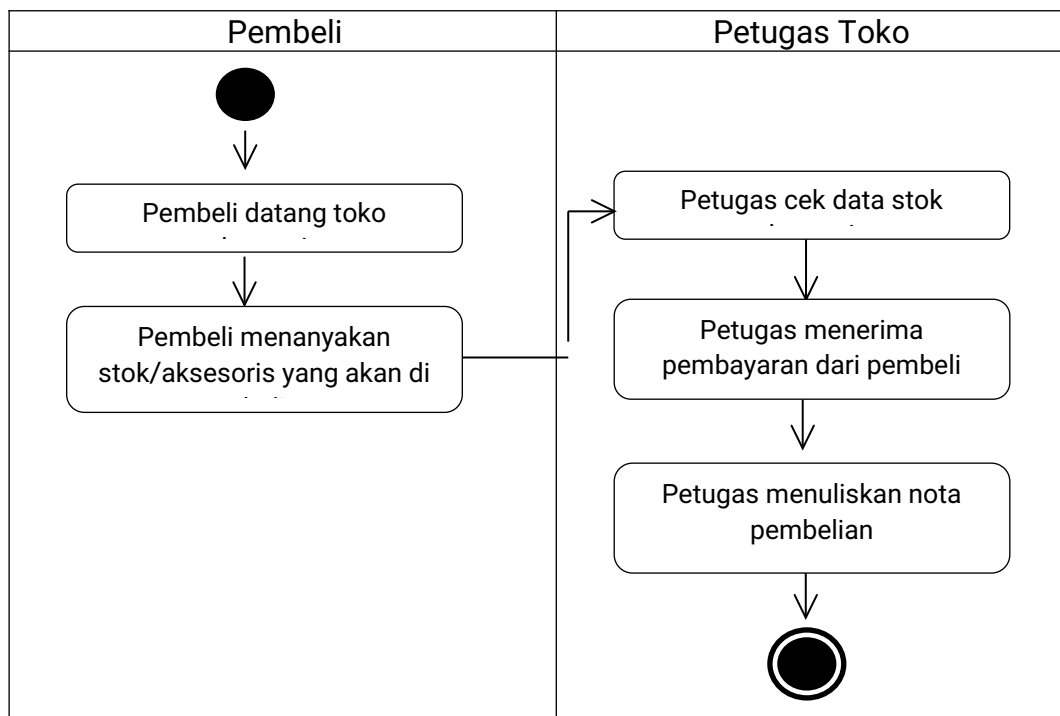 Pembeli
Petugas Toko
Pembeli datang toko
Pembeli menanyakan
stok/aksesoris yang akan di
Petugas cek data stok
Petugas menerima
pembayaran dari pembeli
Petugas menuliskan nota
pembelian